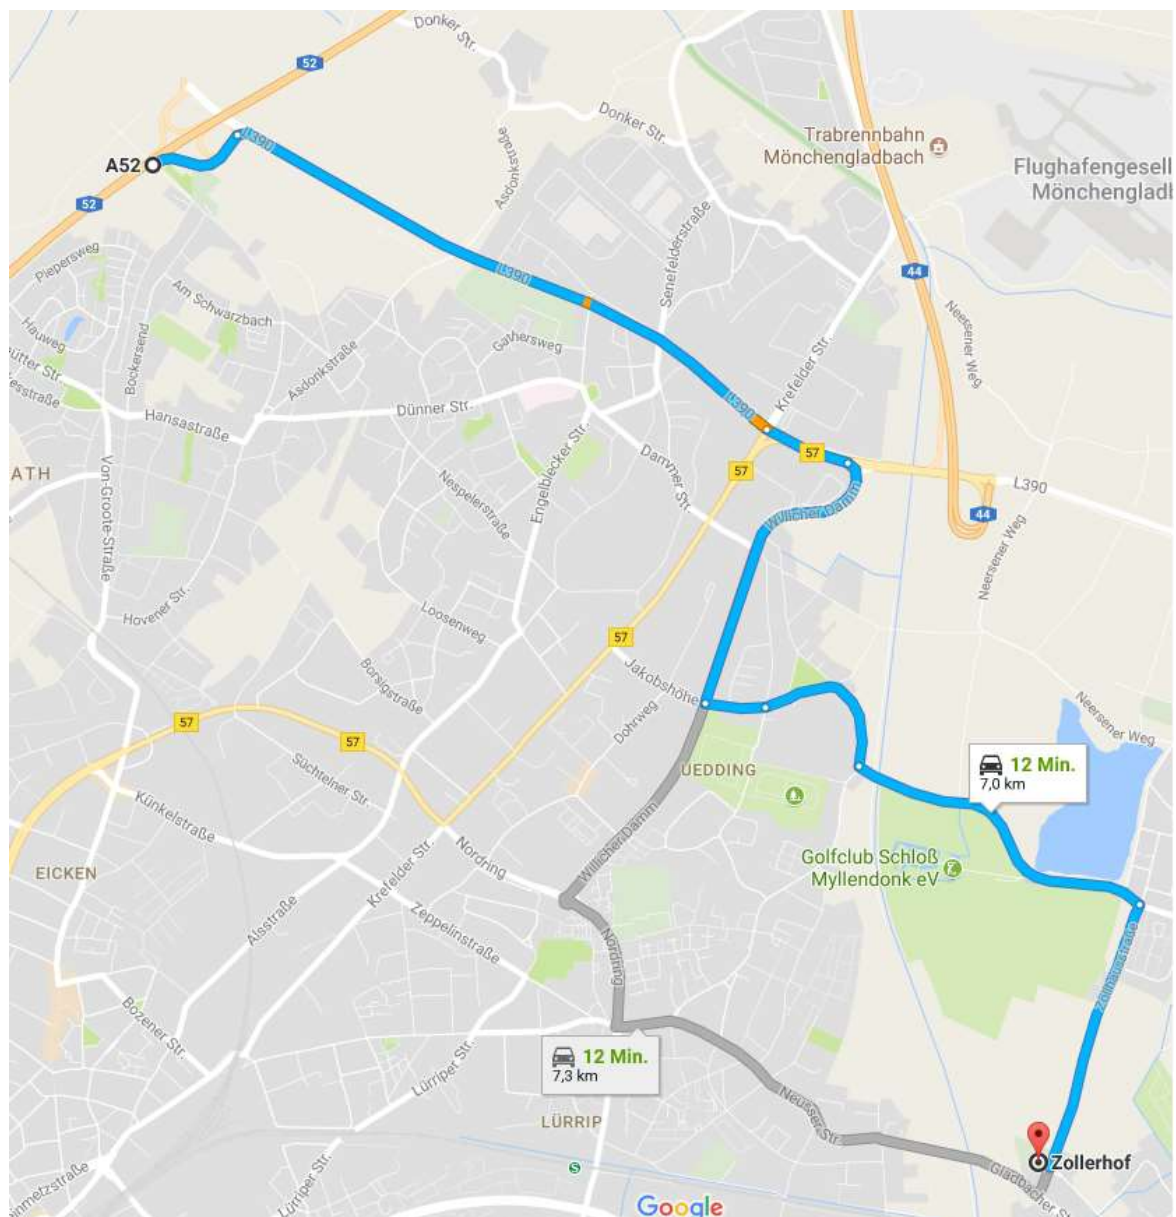 Donker Str.
52
Donker Str.
Trabrennbahn
Mönchengladbach
L390
A52
Asdonkstraße
Flughafengesell
Mönchengladb
52
Piepersweg
Senefelderstraße
44
L390
Am Schwarzbach
Neersener Weg
Hauweg
Bockersend
Gathersweg
Krefelder Str.
Asdonkstraße
Dünner Str.
L390
Hansastraße
57
57
Engelblecker Str.
Dammer Str.
ATH
Von-Groote-Straße
Nespelerstraße
L390
Willicher Damm
44
Neersener Weg
Hovener Str.
Loosenweg
57
Jakobshöhe
Borsigstraße
Dohrweg
57
57
Neersener Weg
Süchtelner Str.
UEDDING
12 Min.
7,0 km
Künkelstraße
Nordring
Willicher Damm
Golfclub Schloß
Myllendonk eV
EICKEN
Krefelder Str.
Alsstraße
Zeppelinstraße
Nordring
Zollhausstraße
Bozener Str.
12 Min.
7,3 km
Lürriper Str.
Neusser Str.
LÜRRIP
S
Zollerhof
Gladbacher St
Lürriper Str.
nmetzstraße
Google